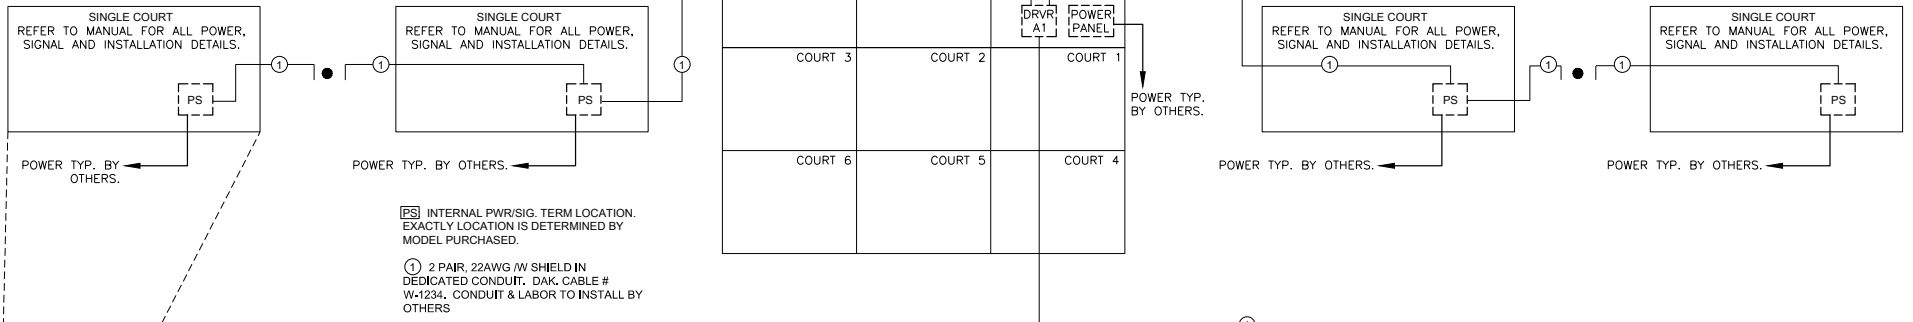 SINGLE COURT
REFER TO MANUAL FOR ALL POWER,
SIGNAL AND INSTALLATION DETAILS.
1
PS
POWER TYP. BY
OTHERS.
SINGLE COURT
REFER TO MANUAL FOR ALL POWER,
SIGNAL AND INSTALLATION DETAILS.
1
PS
1
POWER TYP. BY OTHERS.
PS INTERNAL PWR/SIG. TERM LOCATION.
EXACTLY LOCATION IS DETERMINED BY
MODEL PURCHASED.
1 2 PAIR, 22AWG /W SHIELD IN
DEDICATED CONDUIT. DAK. CABLE #
W-1234. CONDUIT & LABOR TO INSTALL BY
OTHERS
DRVR
A1
POWER
PANEL
COURT 3
COURT 2
COURT 1
POWER TYP.
BY OTHERS.
COURT 6
COURT 5
COURT 4
SINGLE COURT
REFER TO MANUAL FOR ALL POWER,
SIGNAL AND INSTALLATION DETAILS.
1
PS
1
POWER TYP. BY OTHERS.
SINGLE COURT
REFER TO MANUAL FOR ALL POWER,
SIGNAL AND INSTALLATION DETAILS.
1
PS
POWER TYP. BY OTHERS.